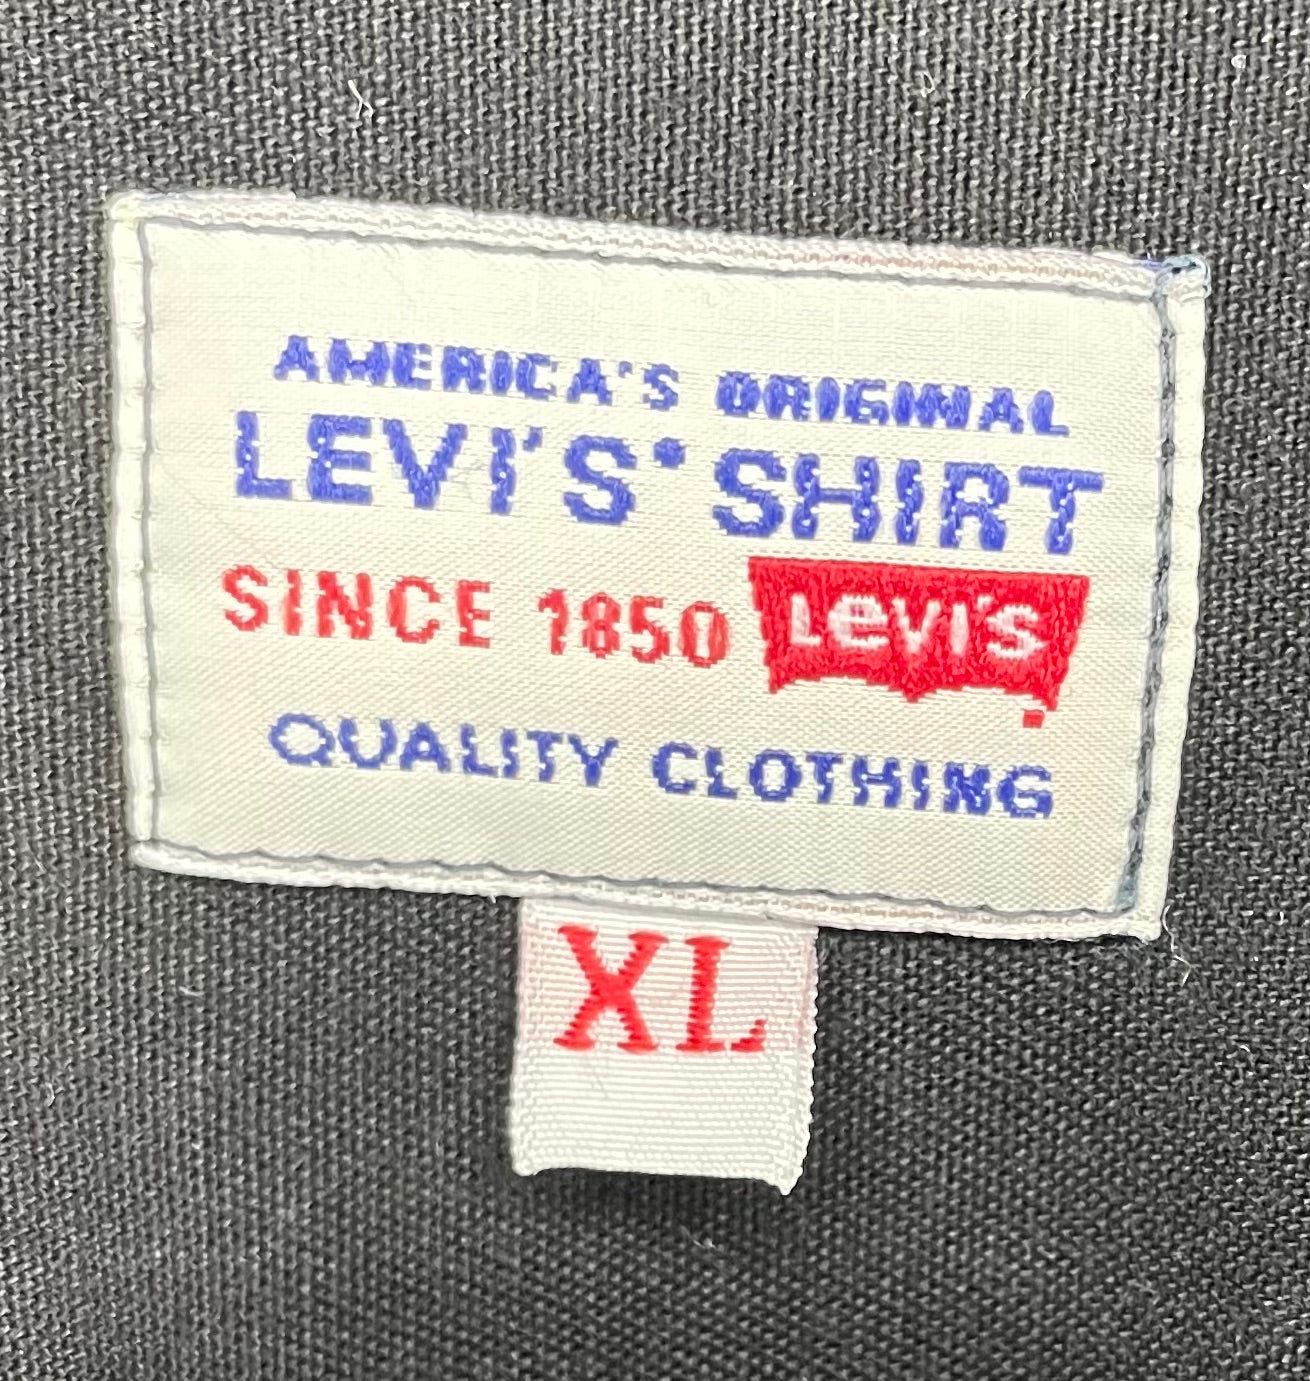 AMERICA'S ORIGINAL
LEVI'S® SHIRT
SINCE 1850 LEVI'S
QUALITY CLOTHING
XL